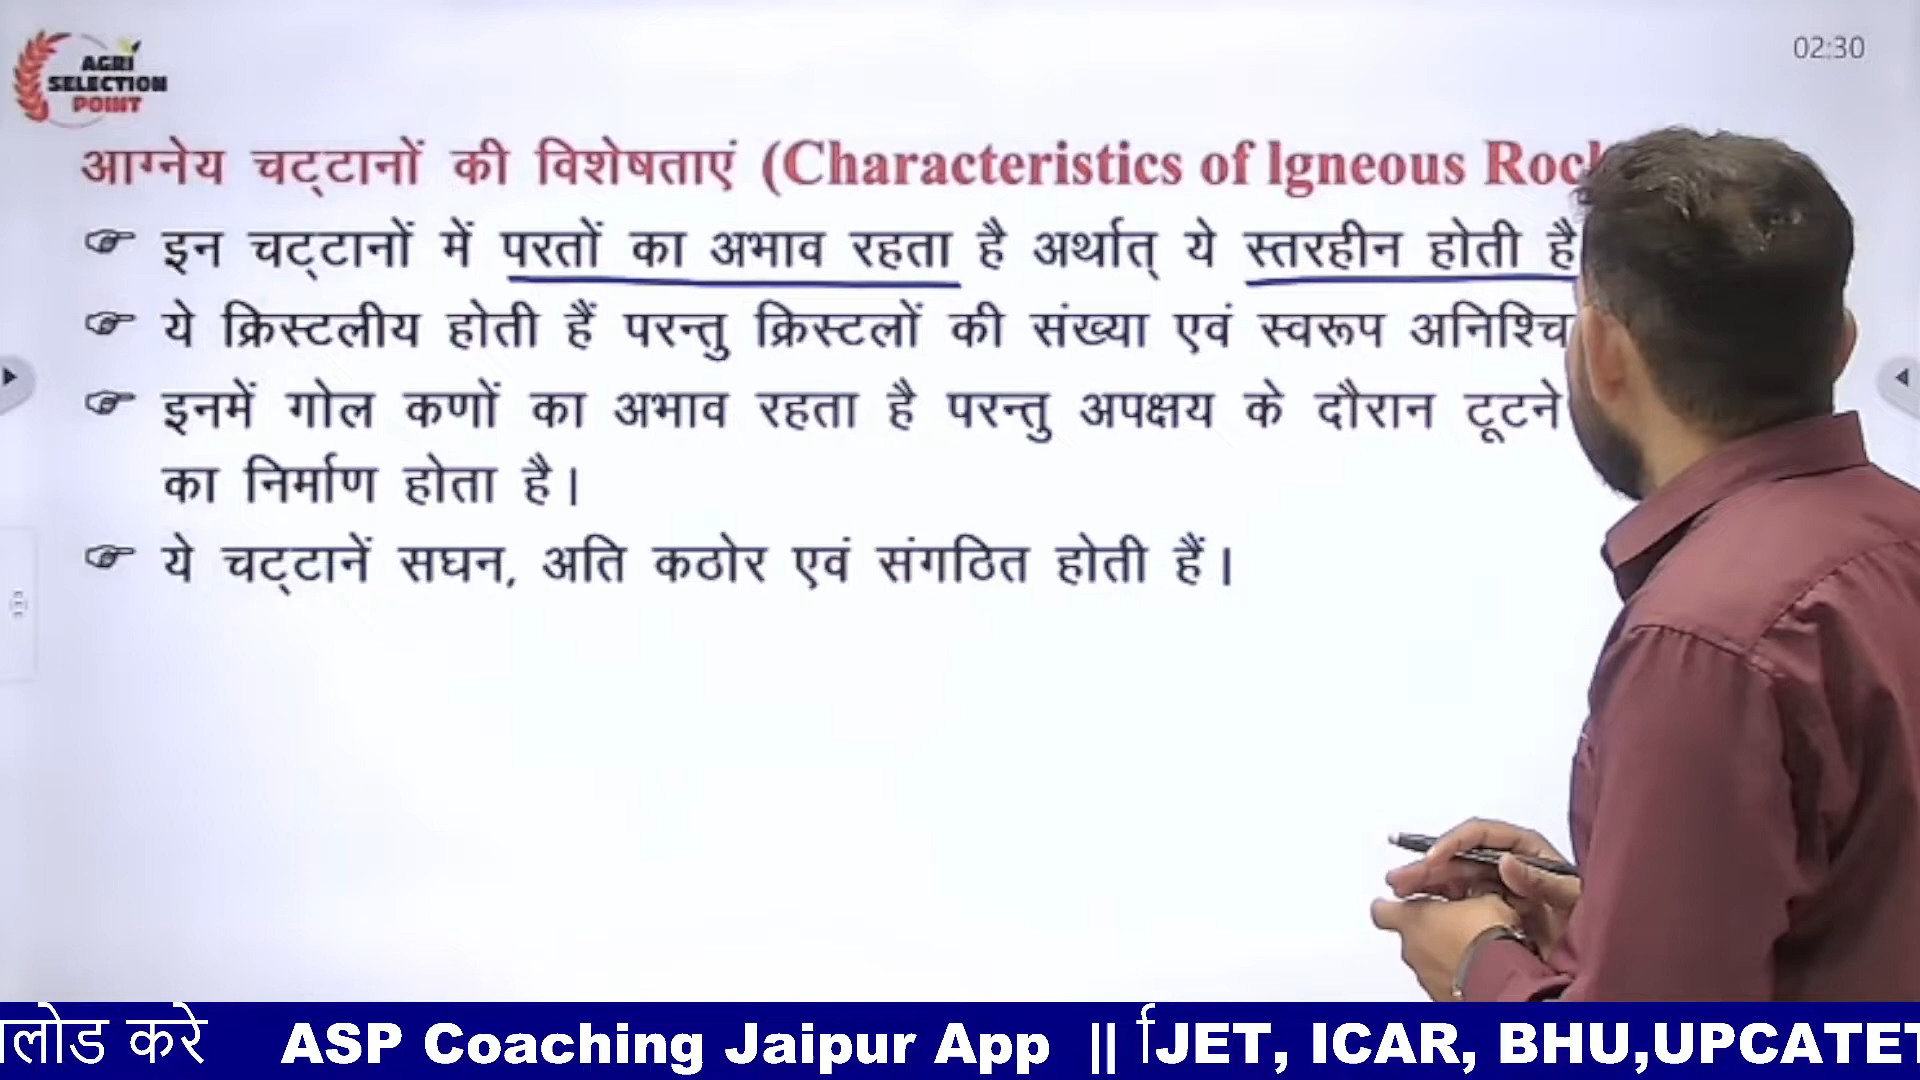 AGRI
SELECTION
POINT
02:30
आग्नेय चट्टानों की विशेषताएं (Characteristics of Igneous
इन चट्टानों में परतों का अभाव रहता है अर्थात् ये स्तरहीन होती है
ये क्रिस्टलीय होती हैं परन्तु क्रिस्टलों की संख्या एवं स्वरूप
इनमें गोल कणों का अभाव रहता है परन्तु अपक्षय के दौरान टूटने
का निर्माण होता है।
ये चट्टानें सघन, अति कठोर एवं संगठित होती हैं।
करे ASP Coaching Jaipur App || JET, ICAR, BHU,UPCATET